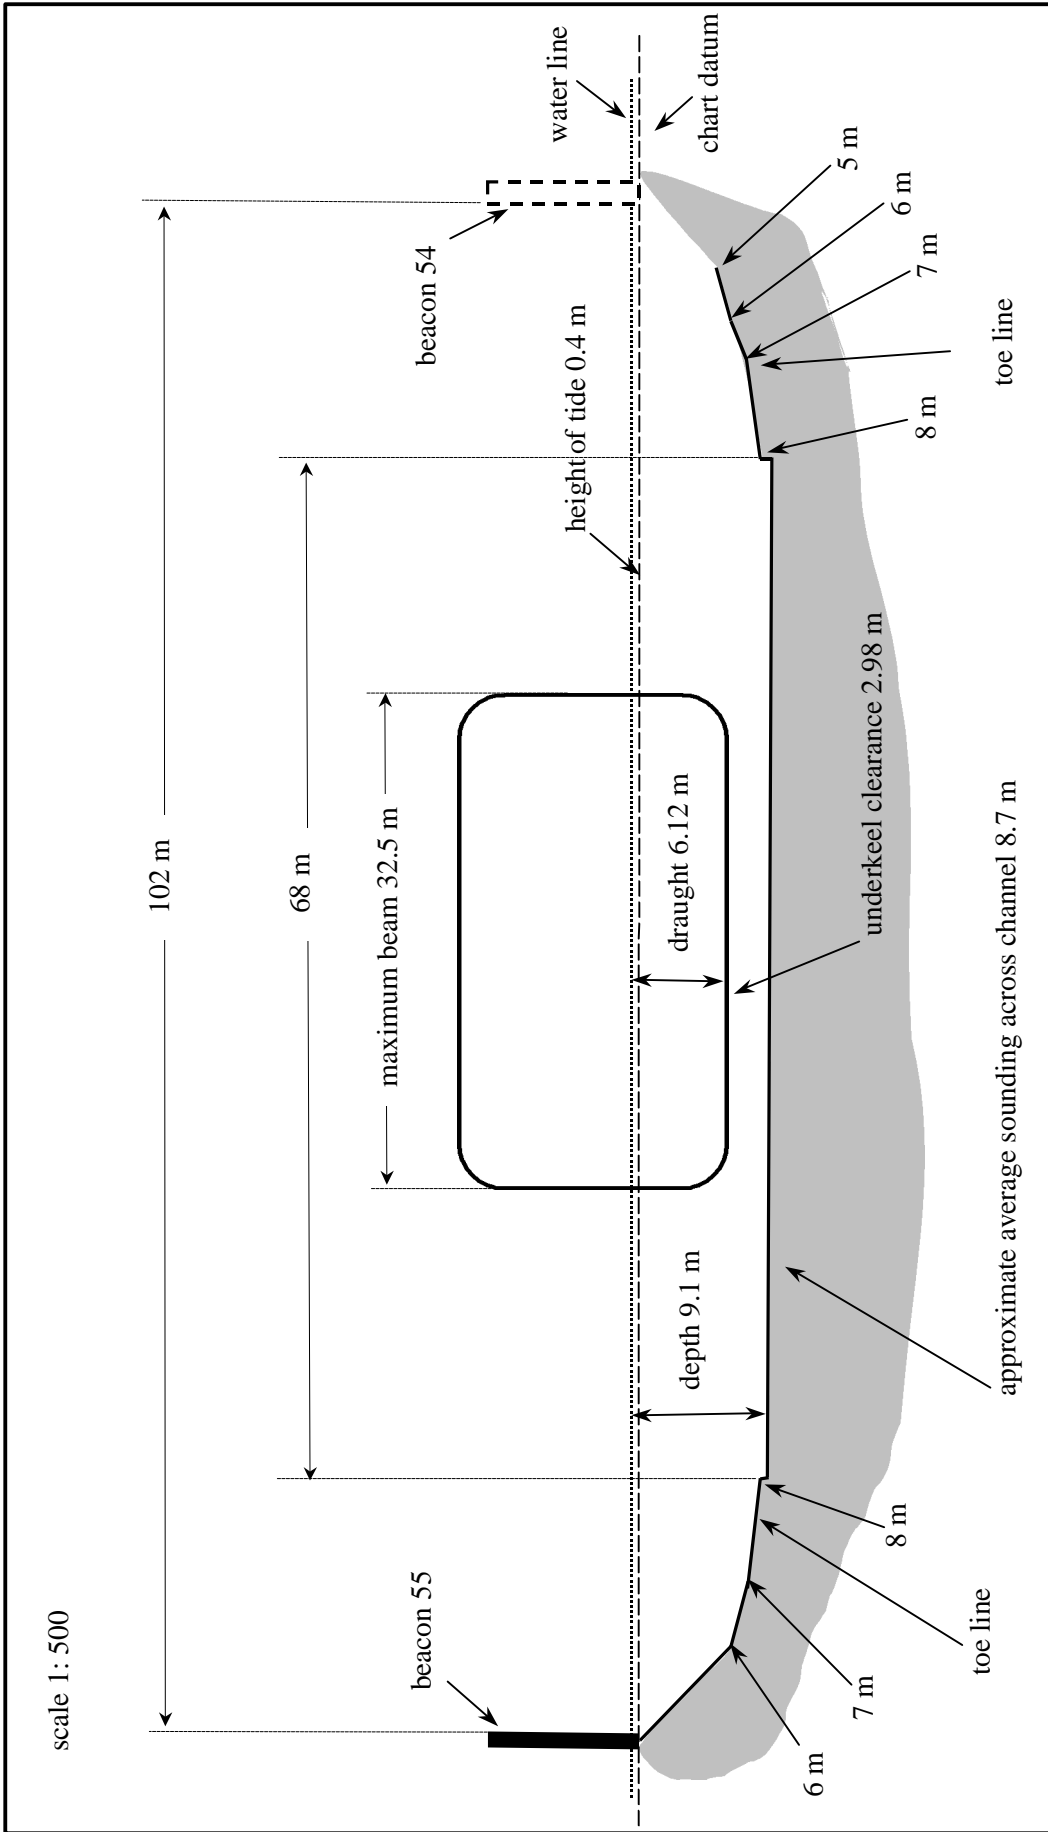 scale 1: 500
102 m
68 m
maximum beam 32.5 m
beacon 55
beacon 54
water line
height of tide 0.4 m
chart datum
depth 9.1 m
draught 6.12 m
underkeel clearance 2.98 m
5 m
6 m
7 m
8 m
toe line
6 m
7 m
8 m
toe line
approximate average sounding across channel 8.7 m